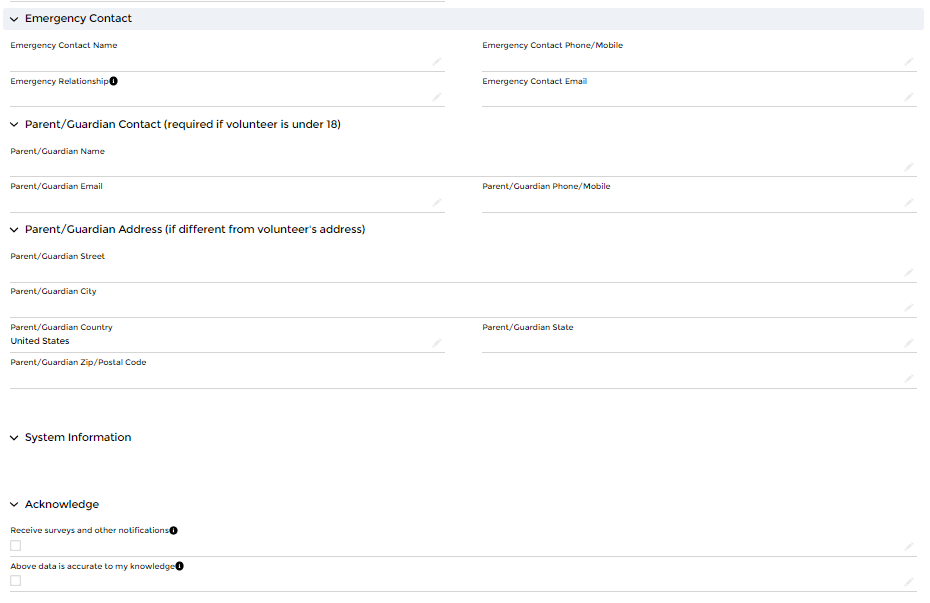 Emergency Contact
Emergency Contact Name
Emergency Contact Phone/Mobile
Emergency Relationship
Emergency Contact Email
Parent/Guardian Contact (required if volunteer is under 18)
Parent/Guardian Name
Parent/Guardian Email
Parent/Guardian Phone/Mobile
Parent/Guardian Address (if different from volunteer's address)
Parent/Guardian Street
Parent/Guardian City
Parent/Guardian Country
United States
Parent/Guardian State
Parent/Guardian Zip/Postal Code
System Information
Acknowledge
Receive surveys and other notifications
Above data is accurate to my knowledge